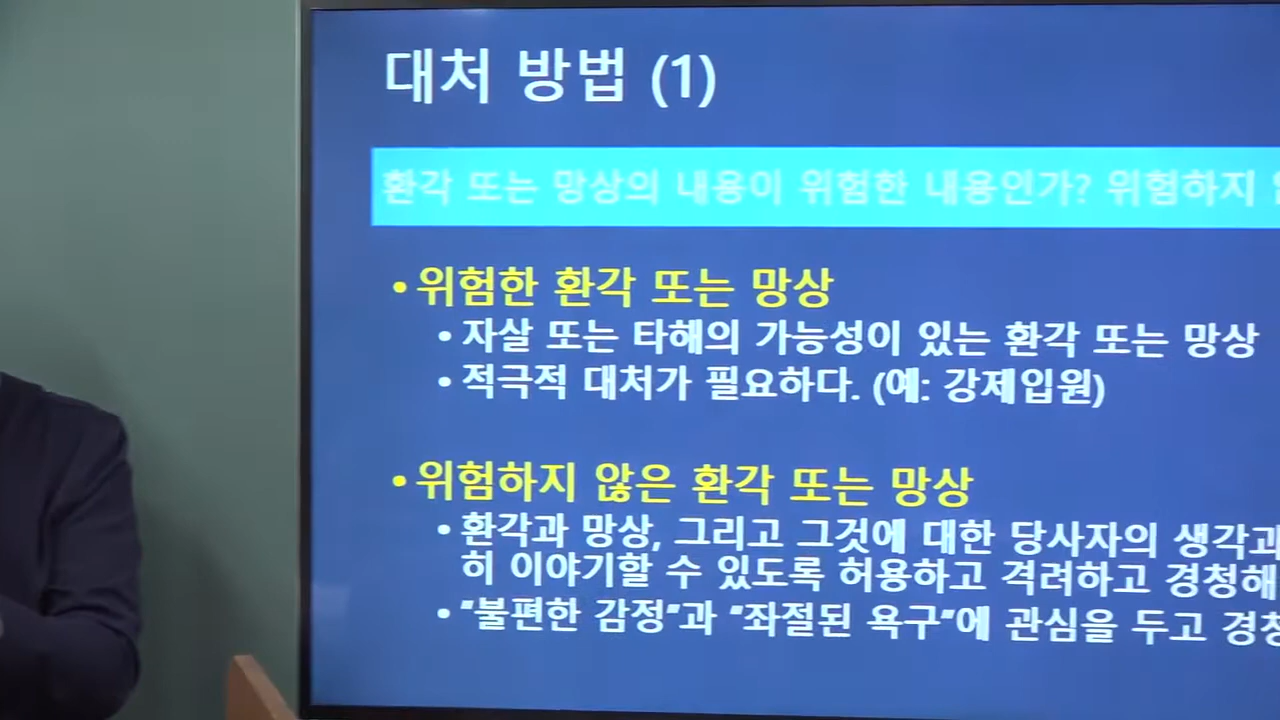 대처 방법 (1)
환각 또는 망상의 내용이 위험한 내용인가? 위험하지
• 위험한 환각 또는 망상
• 자살 또는 타해의 가능성이 있는 환각 또는 망상
• 적극적 대처가 필요하다. (예: 강제입원)
• 위험하지 않은 환각 또는 망상
• 환각과 망상, 그리고 그것에 대한 당사자의 생각과
히 이야기할 수 있도록 허용하고 격려하고 경청해
• "불편한 감정"과 "좌절된 욕구"에 관심을 두고 경청